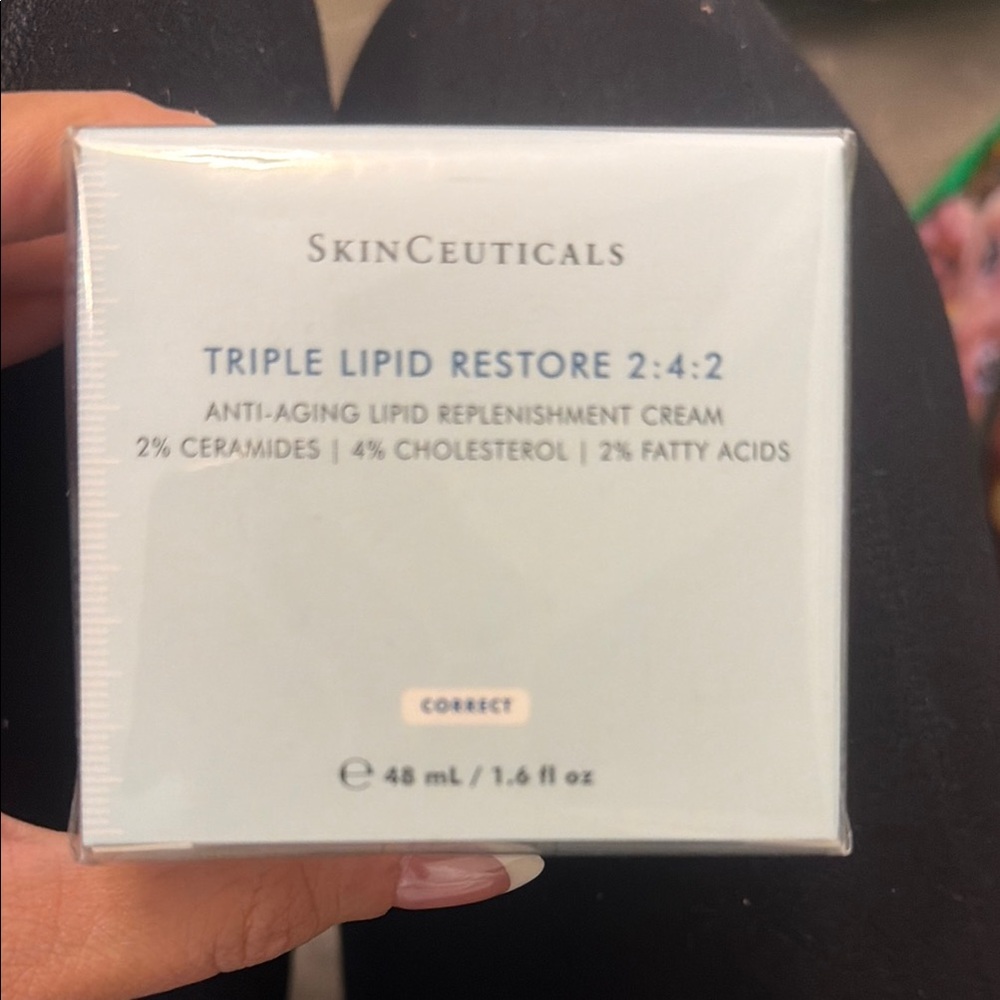 SKINCEUTICALS
TRIPLE LIPID RESTORE 2:4:2
ANTI-AGING LIPID REPLENISHMENT CREAM
2% CERAMIDES | 4% CHOLESTEROL | 2% FATTY ACIDS
CORRECT
℮ 48 mL / 1.6 fl oz